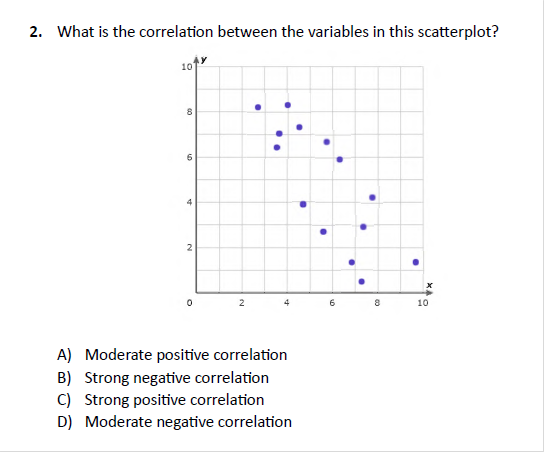 2. What is the correlation between the variables in this scatterplot?
y
10
8
6
4
2
x
0 2 4 6 8 10
A) Moderate positive correlation
B) Strong negative correlation
C) Strong positive correlation
D) Moderate negative correlation